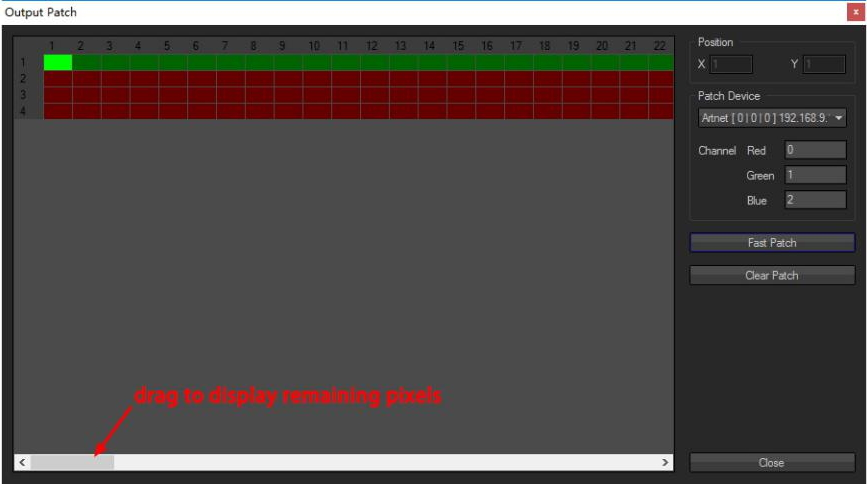 Output Patch
x
1 2 3 4 5 6 7 8 9 10 11 12 13 14 15 16 17 18 19 20 21 22
1
2
3
4
Position
X 1 Y 1
Patch Device
Artnet [ 0 | 0 | 0 ] 192.168.9.
Channel Red 0
Green 1
Blue 2
Fast Patch
Clear Patch
drag to display remaining pixels
Close